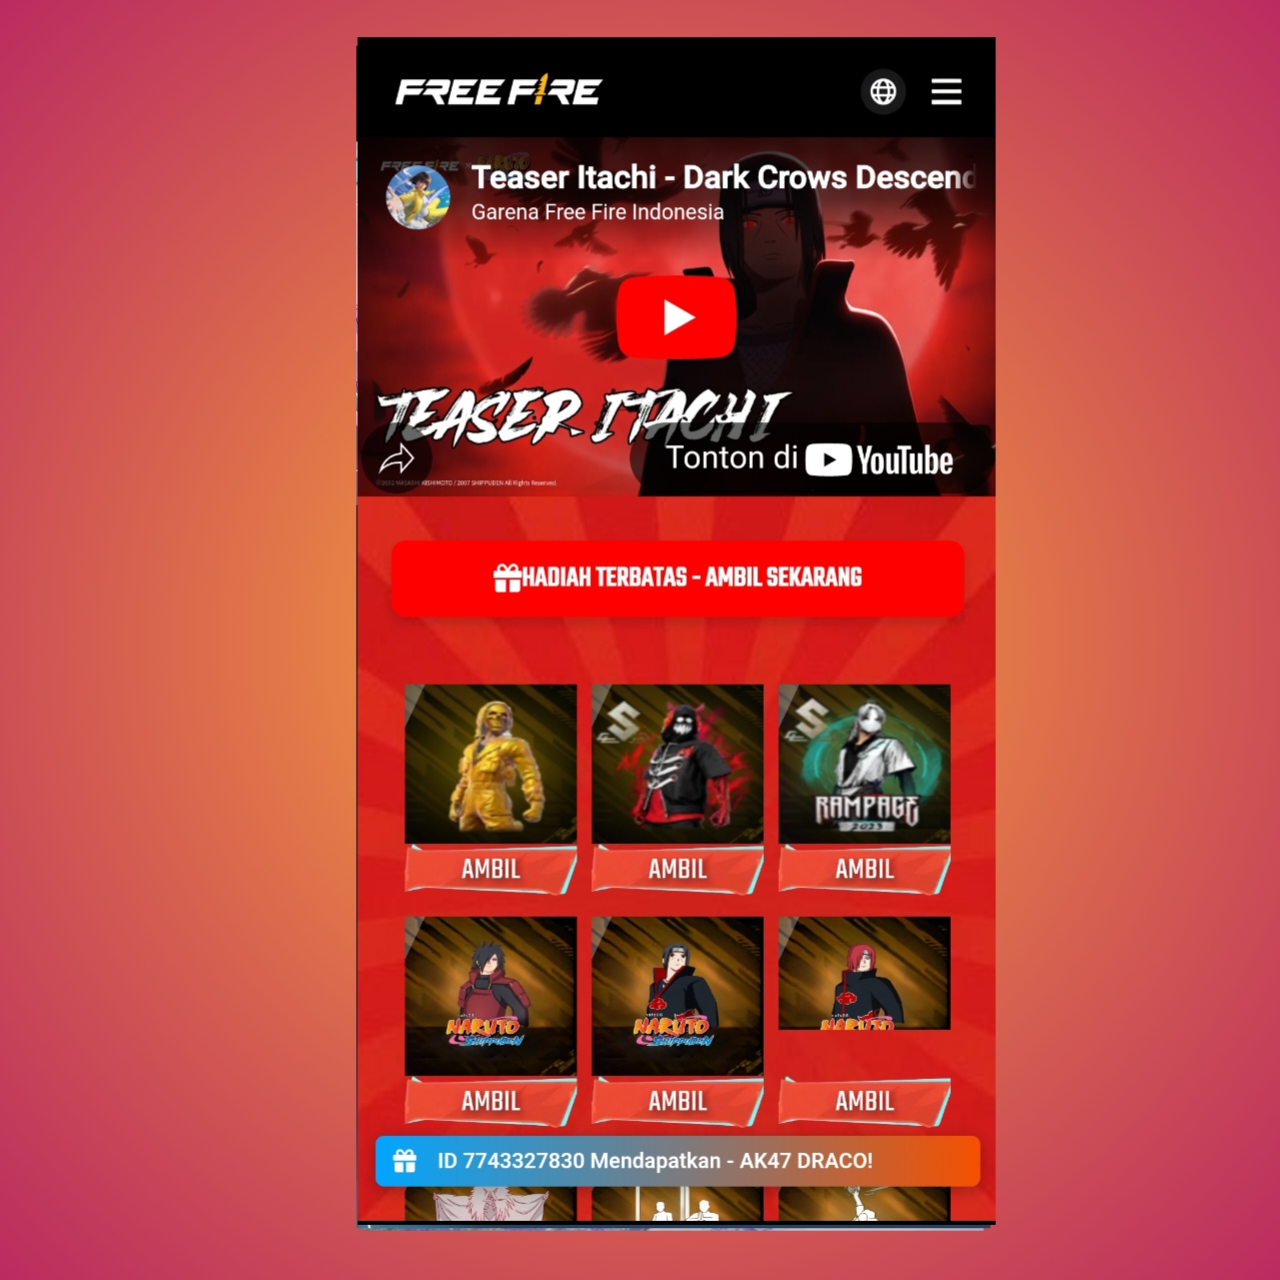 FREE FIRE
FREE FIRE
Teaser Itachi - Dark Crows Descend
Garena Free Fire Indonesia
TEASER ITACHI
Tonton di YouTube
HADIAH TERBATAS - AMBIL SEKARANG
S
S
RAMPAGE
2023
AMBIL
AMBIL
AMBIL
NARUTO
SHIPPUDEN
NARUTO
SHIPPUDEN
NARUTO
AMBIL
AMBIL
AMBIL
ID 7743327830 Mendapatkan - AK47 DRACO!